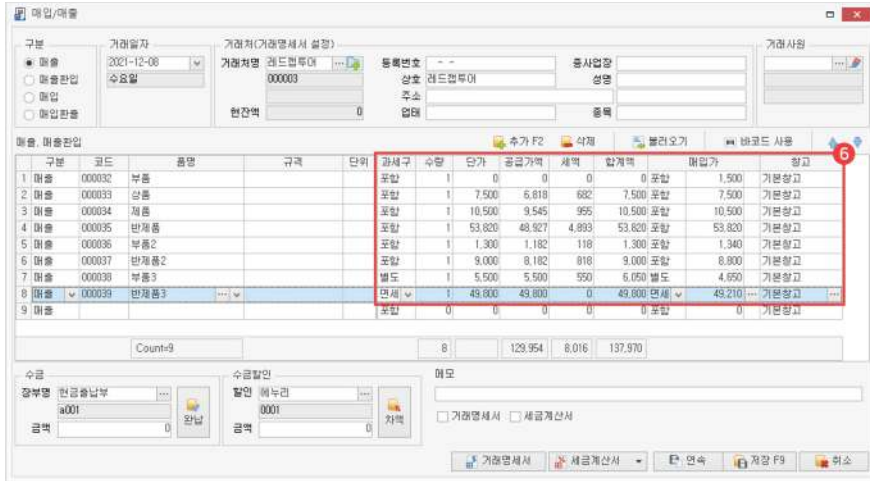 매입/매출
구분 거래일자 거래처(거래명세서 설정) 거래사원
매출 2021-12-08 거래처명 레드캡투어 등록번호 - - 종사업장
매출환입 수요일 000003 상호 레드캡투어 성명
매입 주소
매입환출 현잔액 0 업태 종목
매출, 매출환입 추가 F2 삭제 불러오기 바코드 사용 6
구분 코드 품명 규격 단위 과세구 수량 단가 공급가액 세액 합계액 매입가 창고
1 매출 000032 부품 포함 1 0 0 0 0 포함 1,500 기본창고
2 매출 000033 상품 포함 1 7,500 6,818 682 7,500 포함 7,500 기본창고
3 매출 000034 제품 포함 1 10,500 9,545 955 10,500 포함 10,500 기본창고
4 매출 000035 반제품 포함 1 53,820 48,927 4,893 53,820 포함 53,820 기본창고
5 매출 000036 부품2 포함 1 1,300 1,182 118 1,300 포함 1,340 기본창고
6 매출 000037 반제품2 포함 1 9,000 8,182 818 9,000 포함 8,800 기본창고
7 매출 000038 부품3 별도 1 5,500 5,500 550 6,050 별도 4,650 기본창고
8 매출 000039 반제품3 면세 1 49,800 49,800 0 49,800 면세 49,210 기본창고
9 매출 포함 0 0 0 0 0 포함 0 기본창고
Count=9 8 129,954 8,016 137,970
수금 수금할인 메모
장부명 현금출납부 할인 에누리
a001 완납 0001 차액 거래명세서 세금계산서
금액 0 금액 0
거래명세서 세금계산서 연속 저장 F9 취소